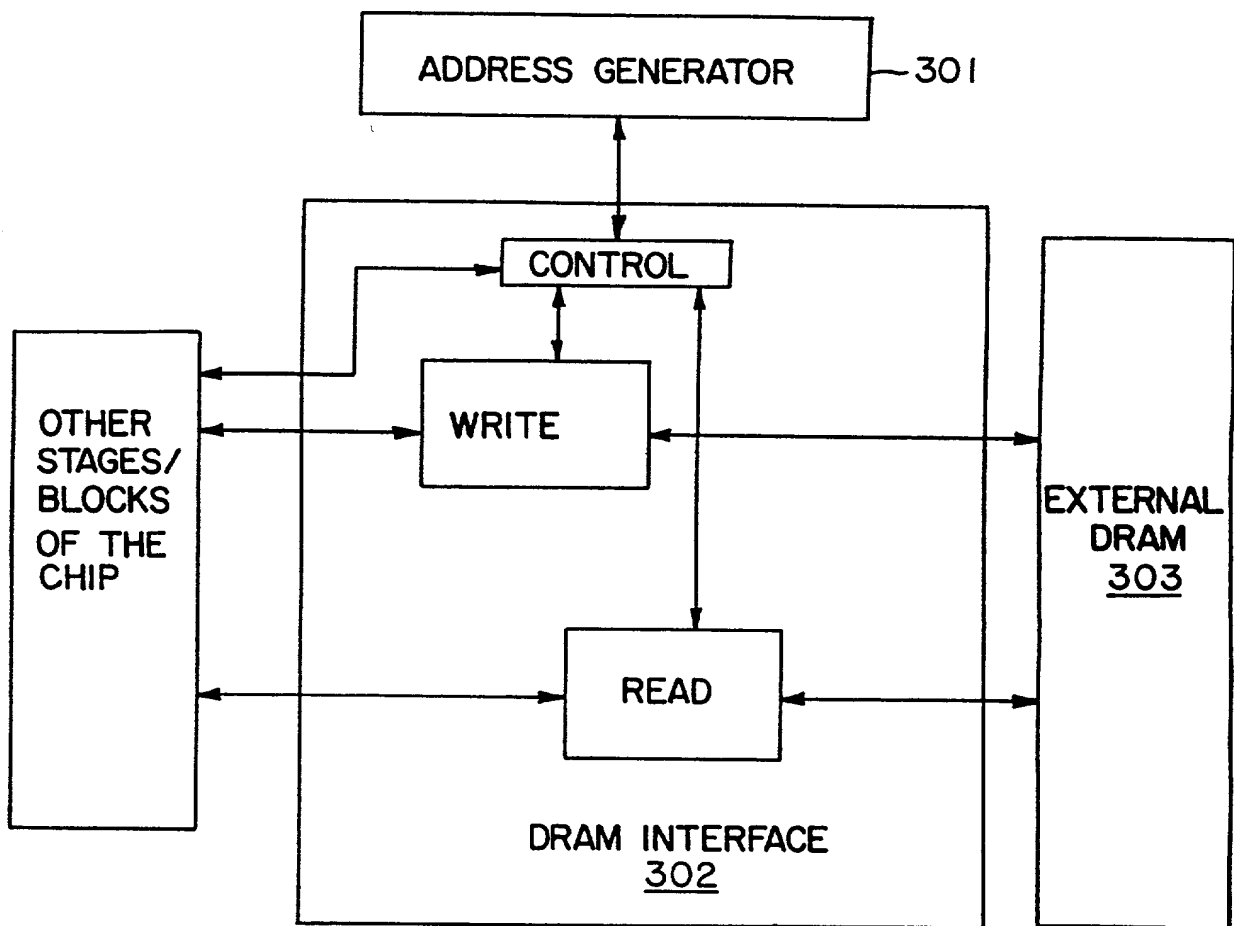 ADDRESS GENERATOR
301
CONTROL
WRITE
OTHER
STAGES/
BLOCKS
OF THE
CHIP
EXTERNAL
DRAM
303
READ
DRAM INTERFACE
302